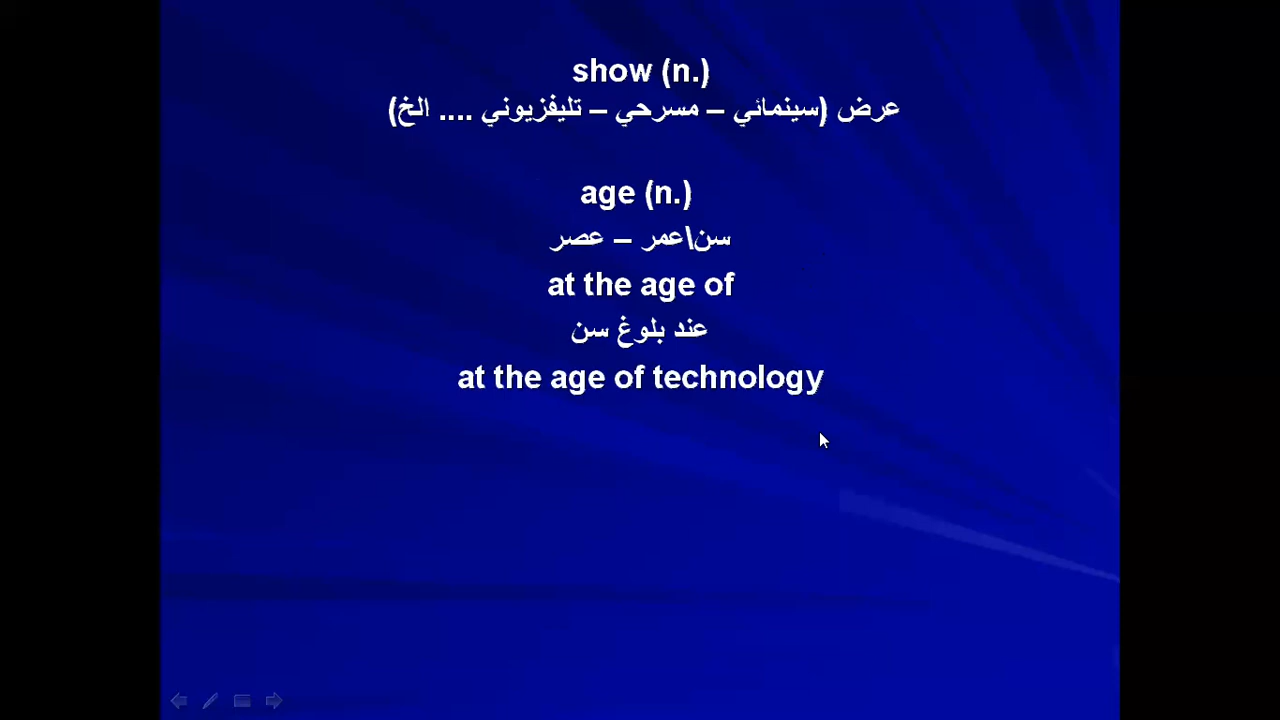 show (n.)
عرض (سينمائي – مسرحي – تليفزيوني .... الخ)
age (n.)
سن\عمر – عصر
at the age of
عند بلوغ سن
at the age of technology